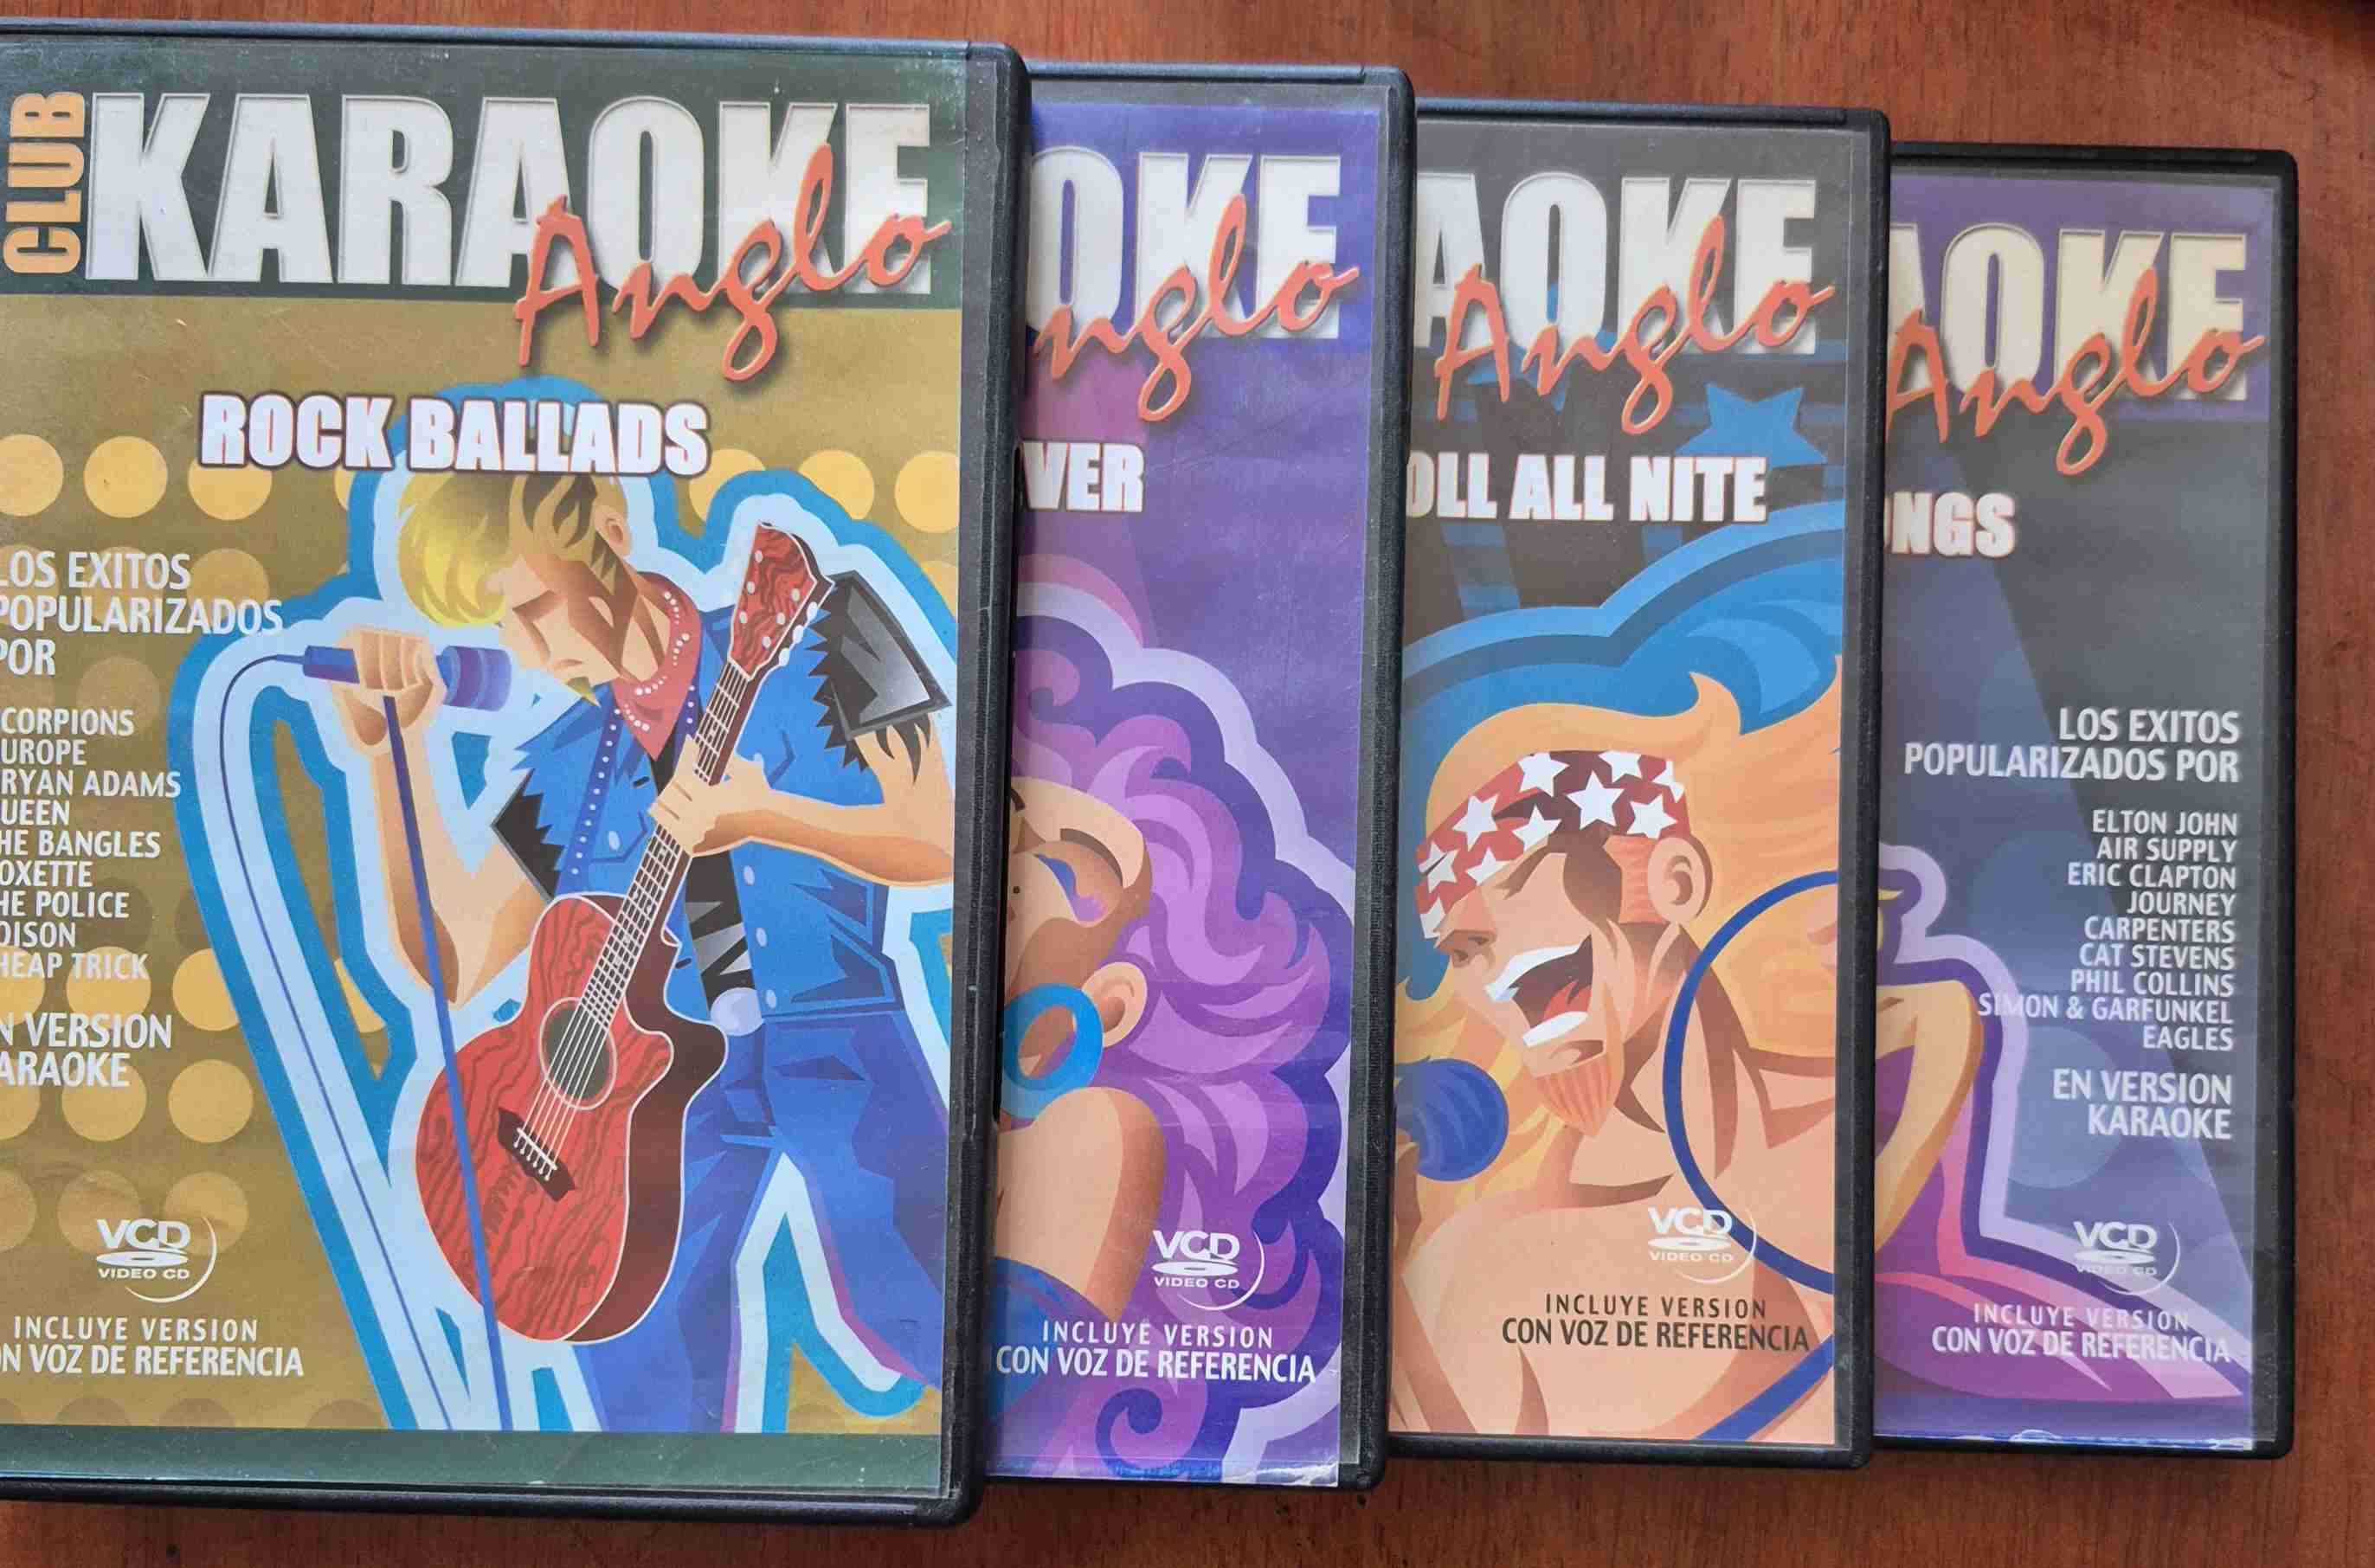 CLUB
KARAOKE
Anglo
ROCK BALLADS
LOS EXITOS
POPULARIZADOS
POR
CORPIONS
UROPE
RYAN ADAMS
UEEN
HE BANGLES
OXETTE
HE POLICE
OISON
HEAP TRICK
N VERSION
ARAOKE
VCD
VIDEO CD
INCLUYE VERSION
ON VOZ DE REFERENCIA
OKE
nglo
VER
VCD
VIDEO CD
INCLUYE VERSION
CON VOZ DE REFERENCIA
AOKE
Anglo
OLL ALL NITE
VCD
VIDEO CD
INCLUYE VERSION
CON VOZ DE REFERENCIA
AOKE
Anglo
NGS
LOS EXITOS
POPULARIZADOS POR
ELTON JOHN
AIR SUPPLY
ERIC CLAPTON
JOURNEY
CARPENTERS
CAT STEVENS
PHIL COLLINS
SIMON & GARFUNKEL
EAGLES
EN VERSION
KARAOKE
VCD
VIDEO CD
INCLUYE VERSION
CON VOZ DE REFERENCIA